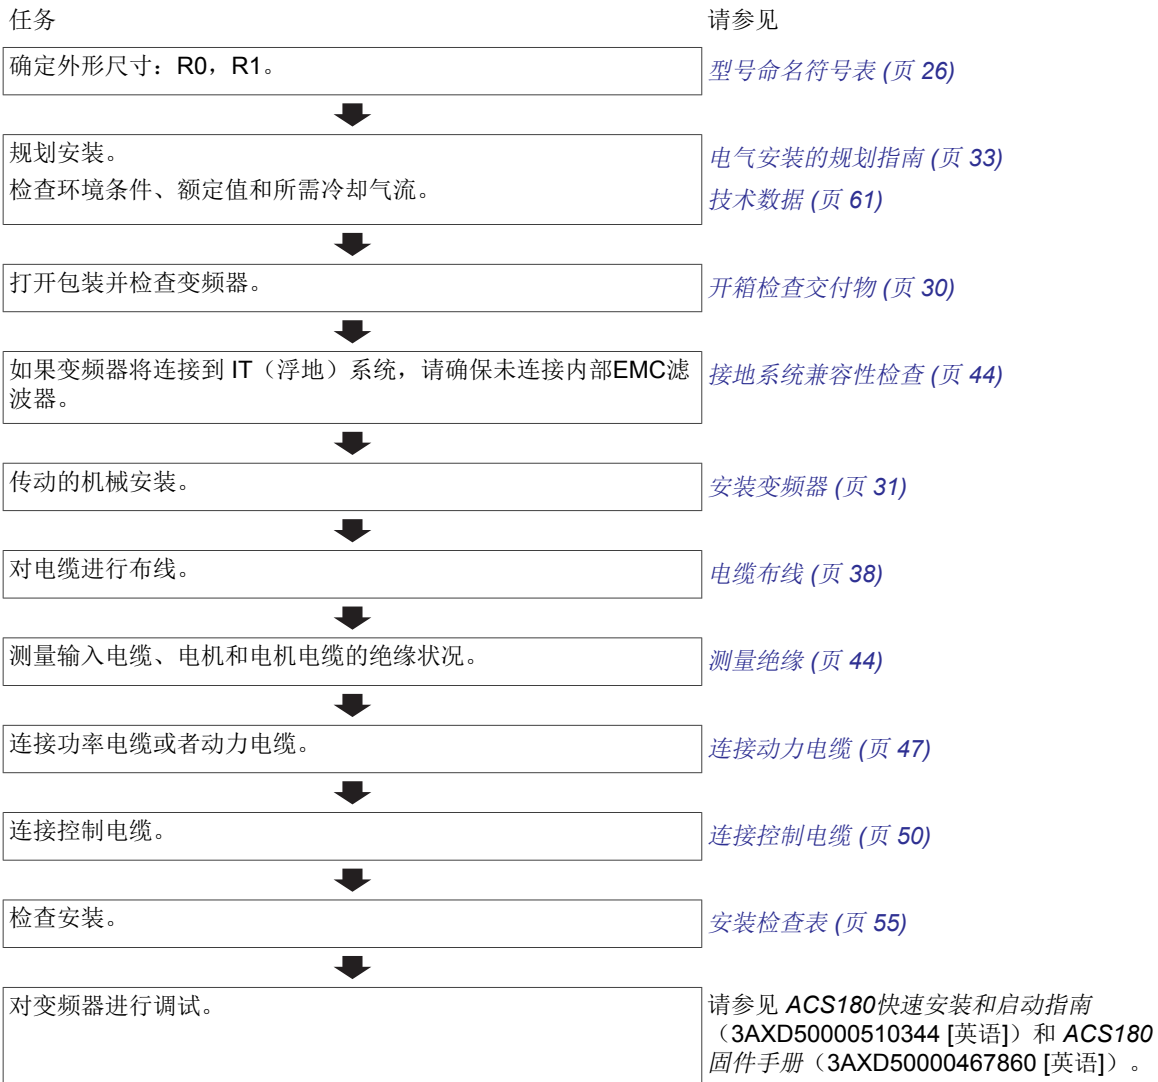 任务 请参见
确定外形尺寸：R0，R1。 型号命名符号表 (页 26)
规划安装。 电气安装的规划指南 (页 33)
检查环境条件、额定值和所需冷却气流。 技术数据 (页 61)
打开包装并检查变频器。 开箱检查交付物 (页 30)
如果变频器将连接到 IT（浮地）系统，请确保未连接内部EMC滤 接地系统兼容性检查 (页 44)
波器。
传动的机械安装。 安装变频器 (页 31)
对电缆进行布线。 电缆布线 (页 38)
测量输入电缆、电机和电机电缆的绝缘状况。 测量绝缘 (页 44)
连接功率电缆或者动力电缆。 连接动力电缆 (页 47)
连接控制电缆。 连接控制电缆 (页 50)
检查安装。 安装检查表 (页 55)
对变频器进行调试。 请参见 ACS180快速安装和启动指南
（3AXD50000510344 [英语]）和 ACS180
固件手册（3AXD50000467860 [英语]）。